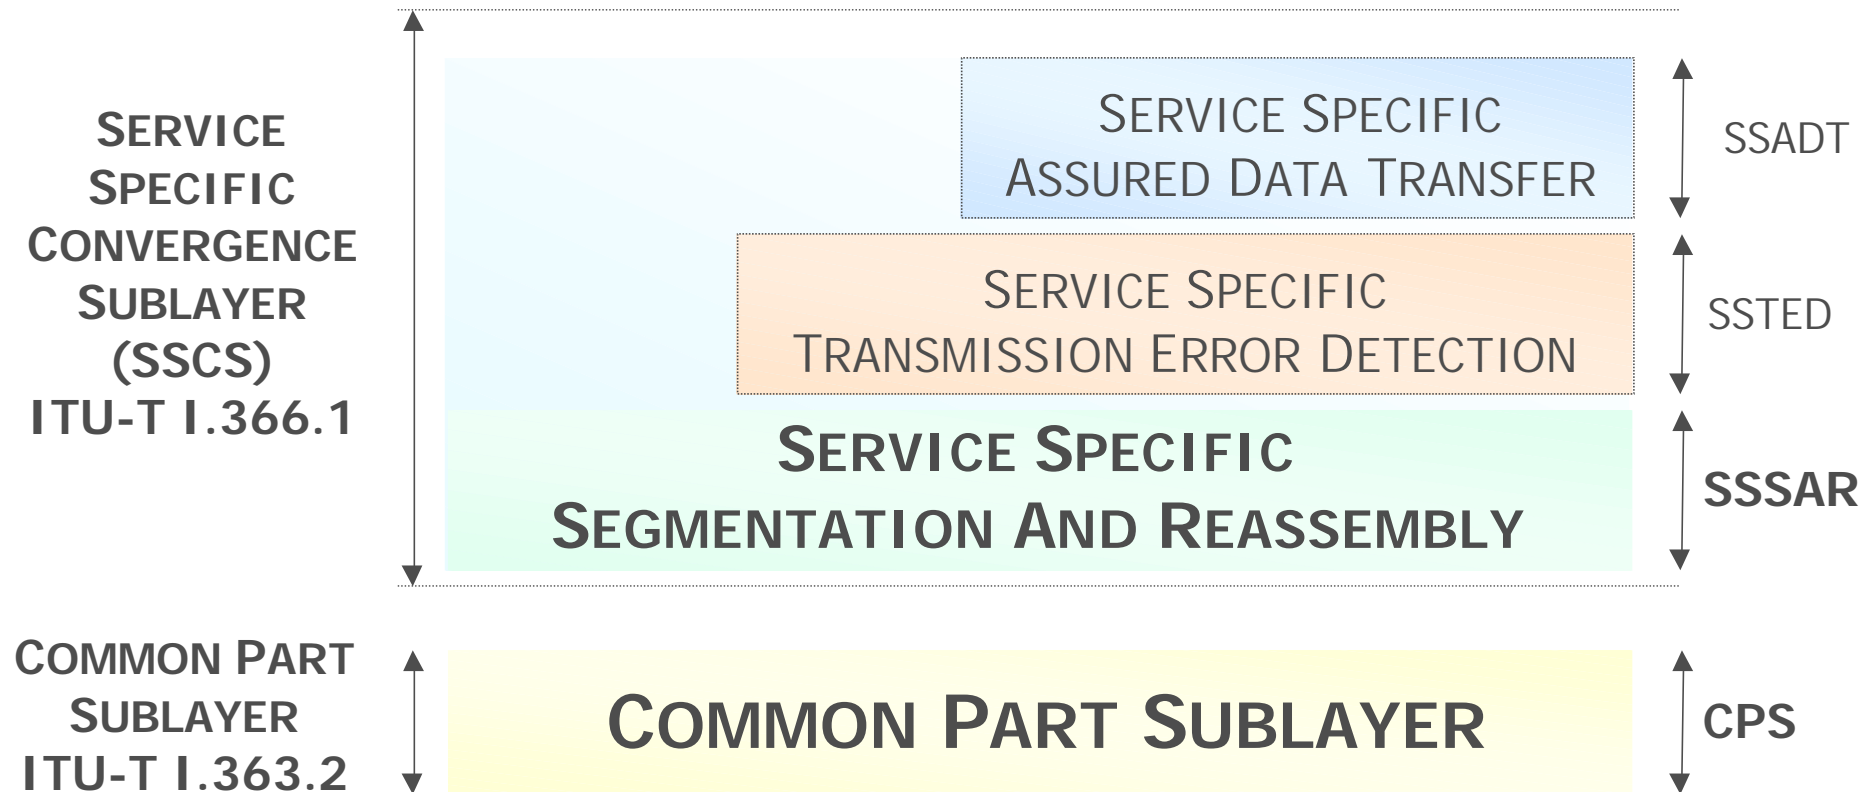 SERVICE
SPECIFIC
CONVERGENCE
SUBLAYER
(SSCS)
ITU-T I.366.1
SERVICE SPECIFIC
ASSURED DATA TRANSFER
SSADT
SERVICE SPECIFIC
TRANSMISSION ERROR DETECTION
SSTED
SERVICE SPECIFIC
SEGMENTATION AND REASSEMBLY
SSSAR
COMMON PART
SUBLAYER
ITU-T I.363.2
COMMON PART SUBLAYER
CPS